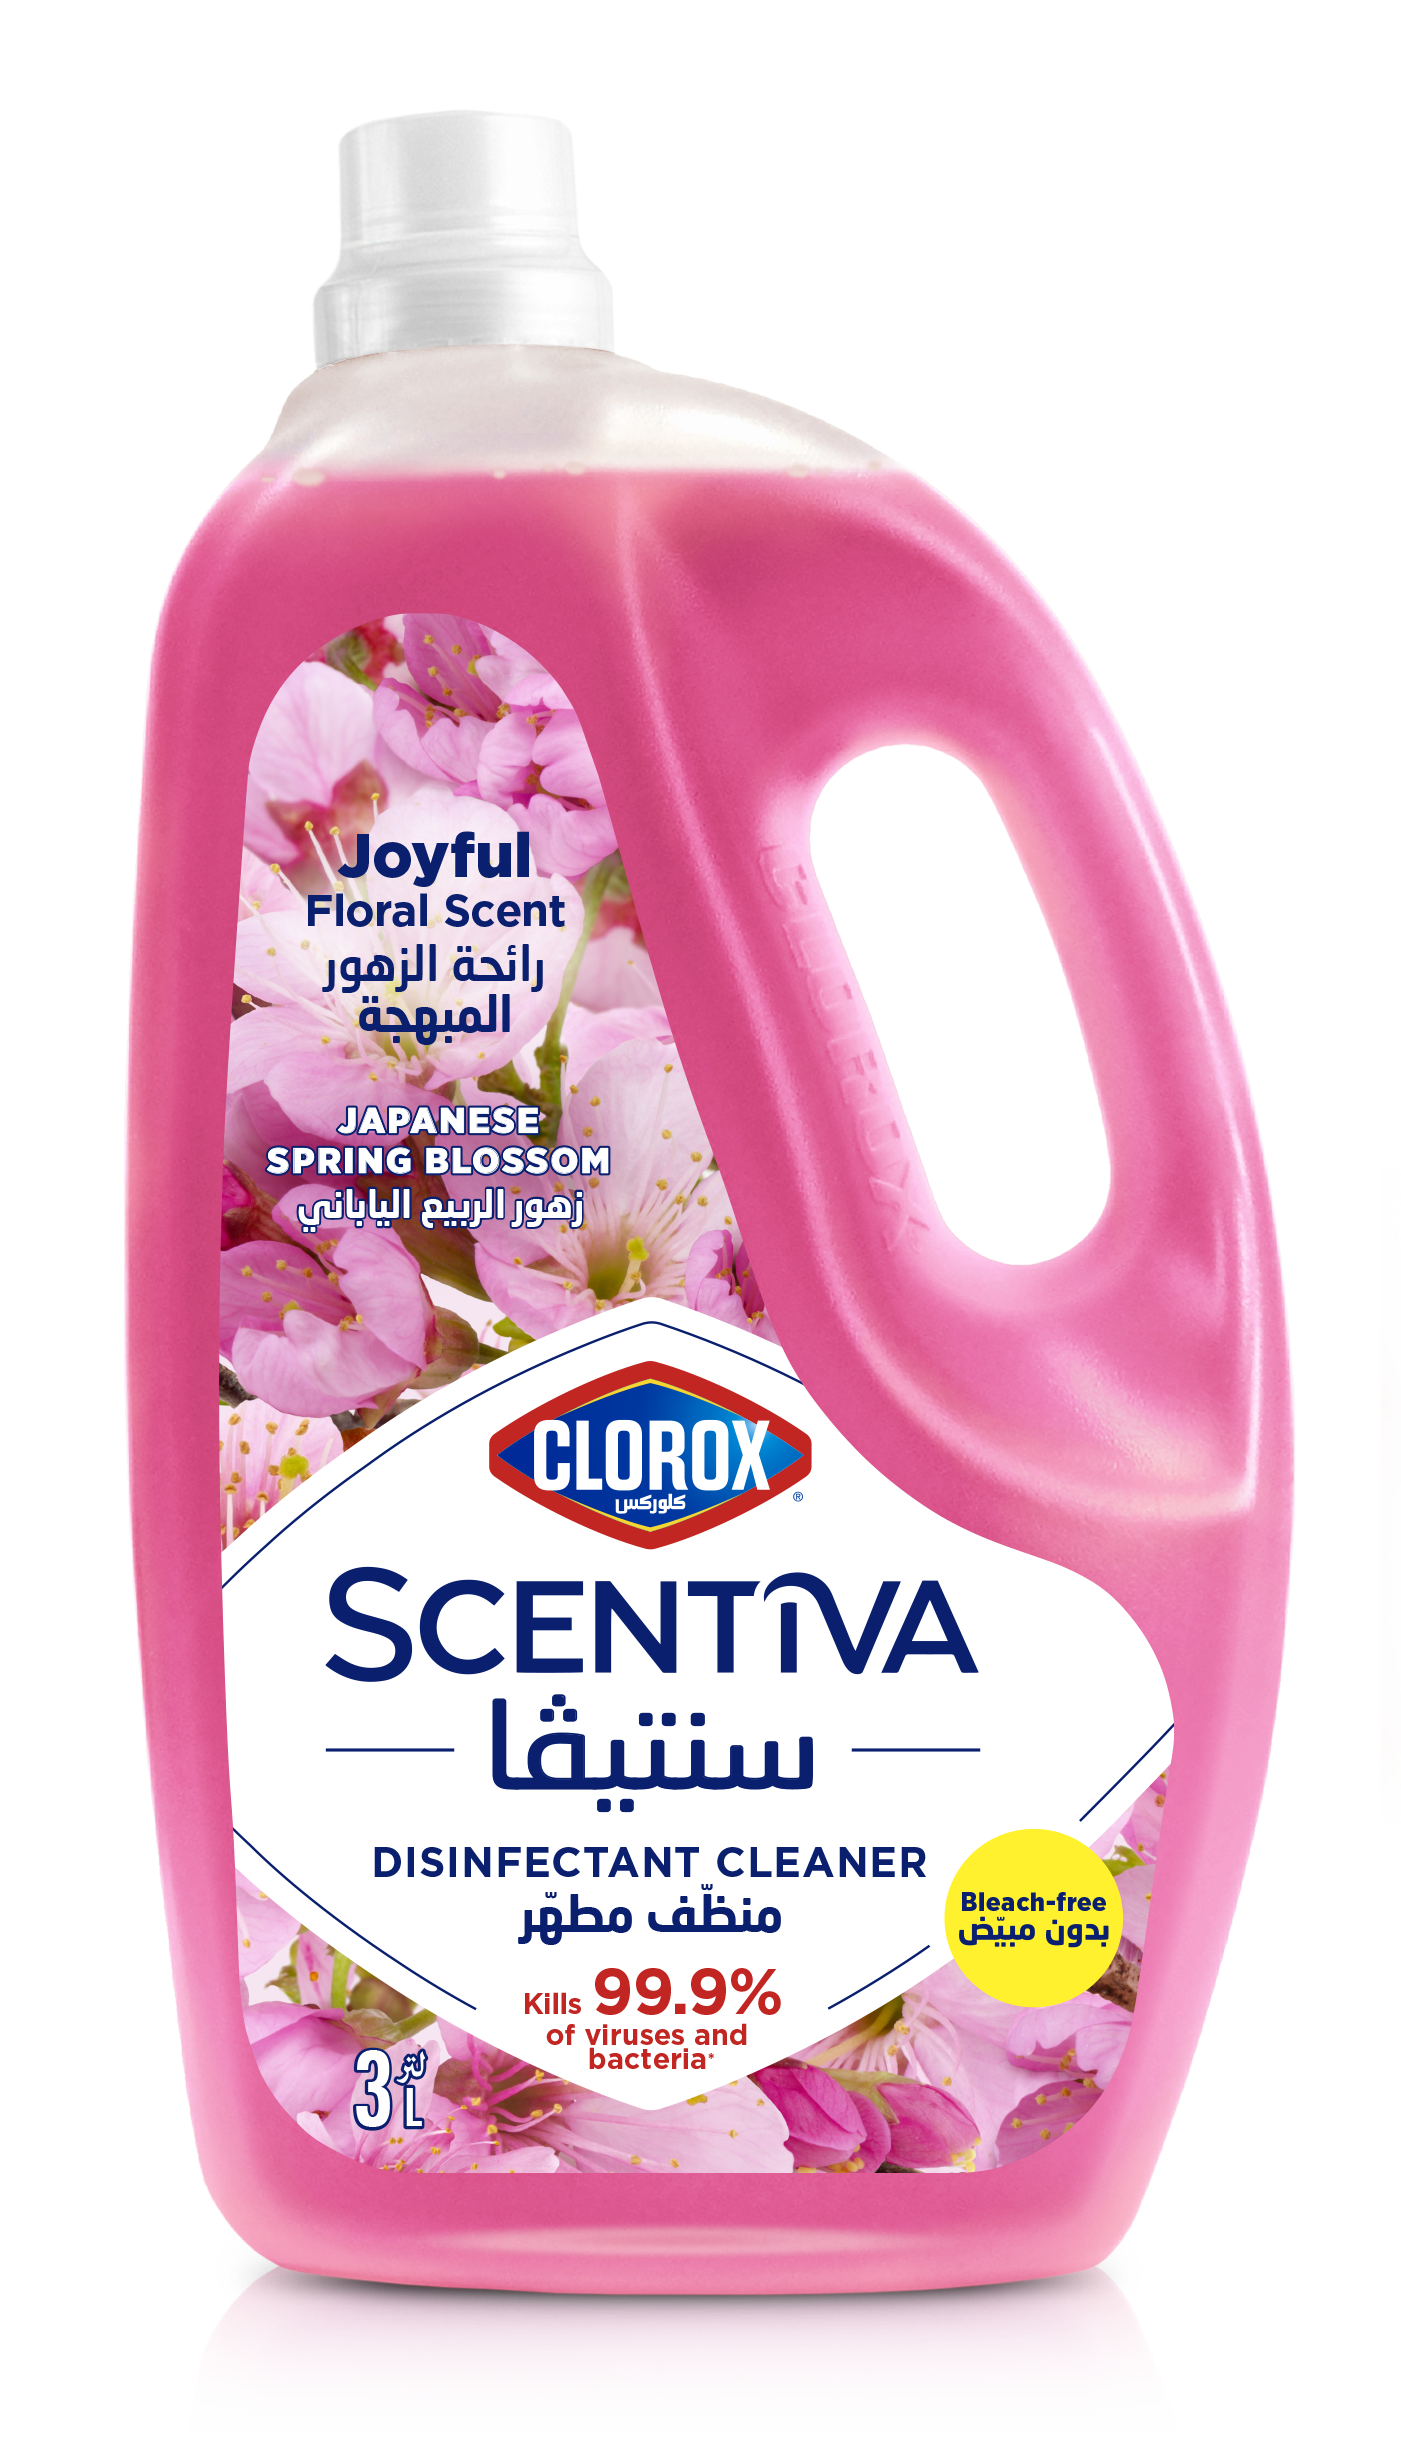 Joyful
Floral Scent
رائحة الزهور
المبهجة
JAPANESE
SPRING BLOSSOM
زهور الربيع الياباني
CLOROX
CLOROX
كلوركس
®
SCENTIVA
سنتيڤا
DISINFECTANT CLEANER
منظّف مطهّر
Bleach-free
بدون مبيّض
Kills 99.9%
of viruses and
bacteria*
3 لتر
L